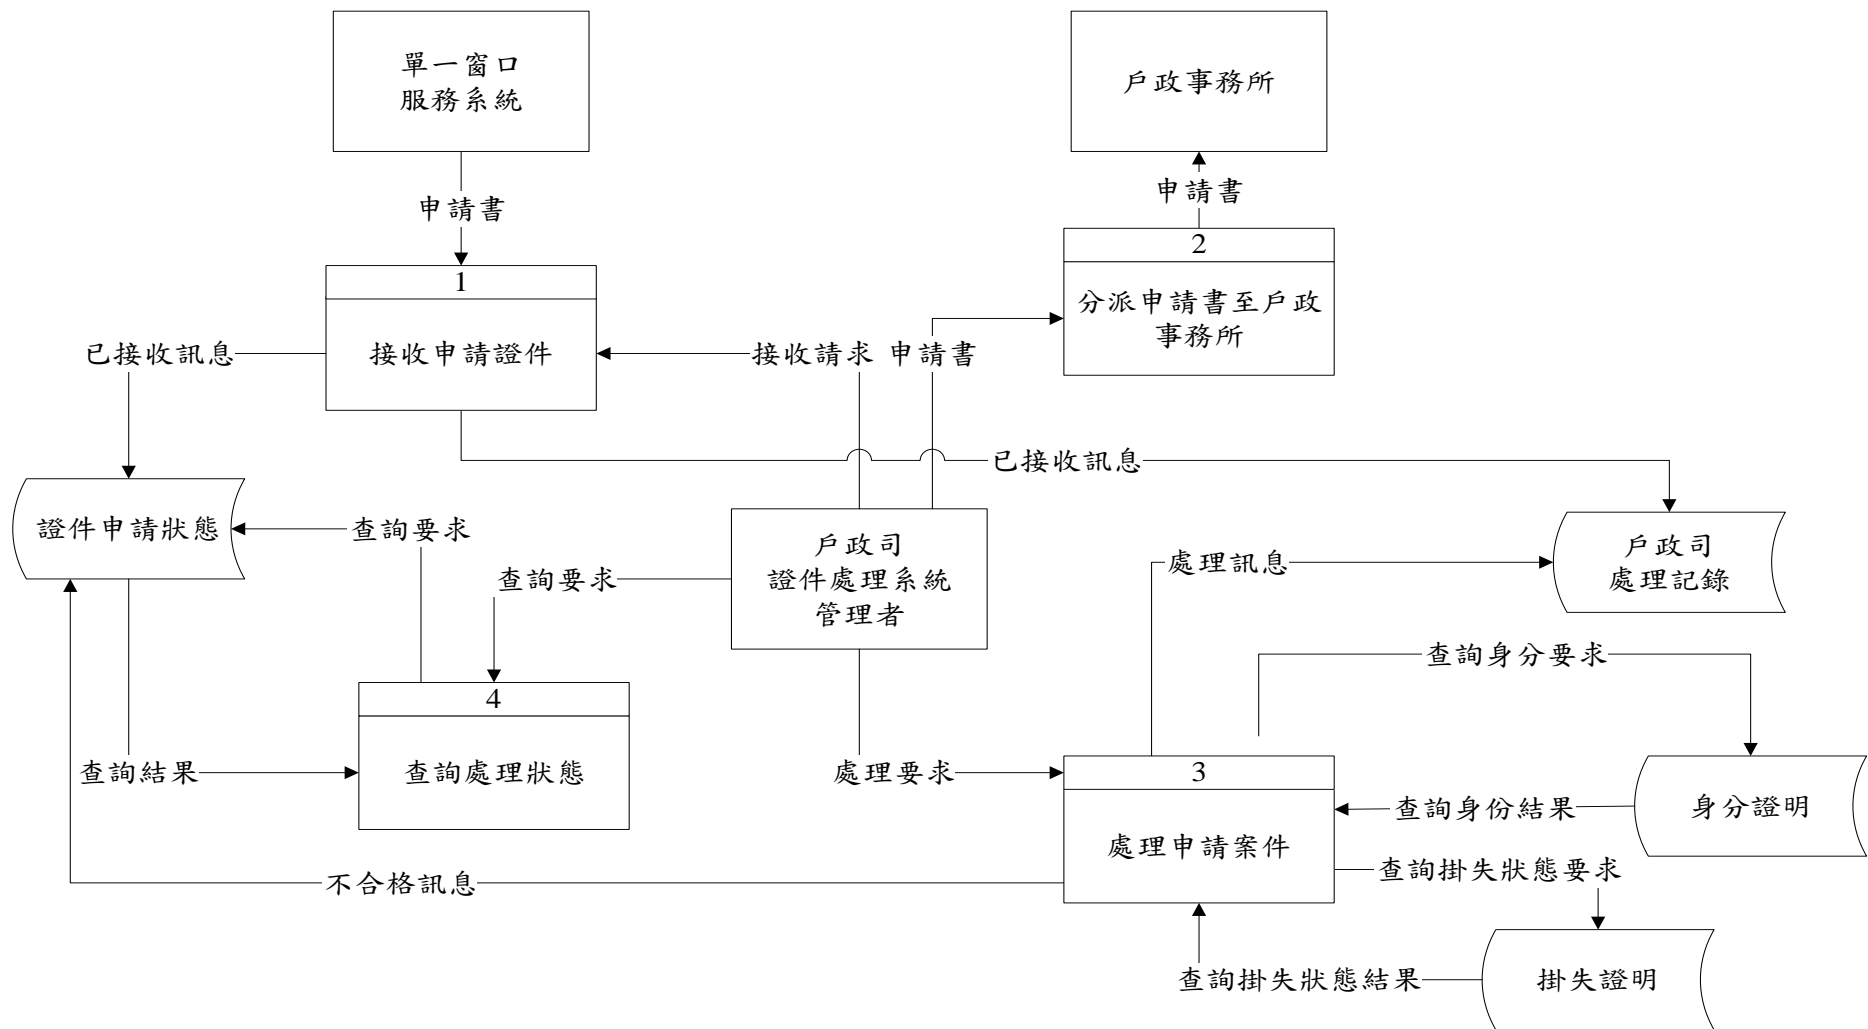 單一窗口
服務系統
戶政事務所
申請書
申請書
1
接收申請證件
2
分派申請書至戶政
事務所
已接收訊息
接收請求
申請書
已接收訊息
證件申請狀態
查詢要求
查詢要求
戶政司
證件處理系統
管理者
處理訊息
戶政司
處理記錄
查詢身分要求
4
查詢處理狀態
查詢結果
處理要求
3
處理申請案件
查詢身份結果
身分證明
不合格訊息
查詢掛失狀態要求
查詢掛失狀態結果
掛失證明